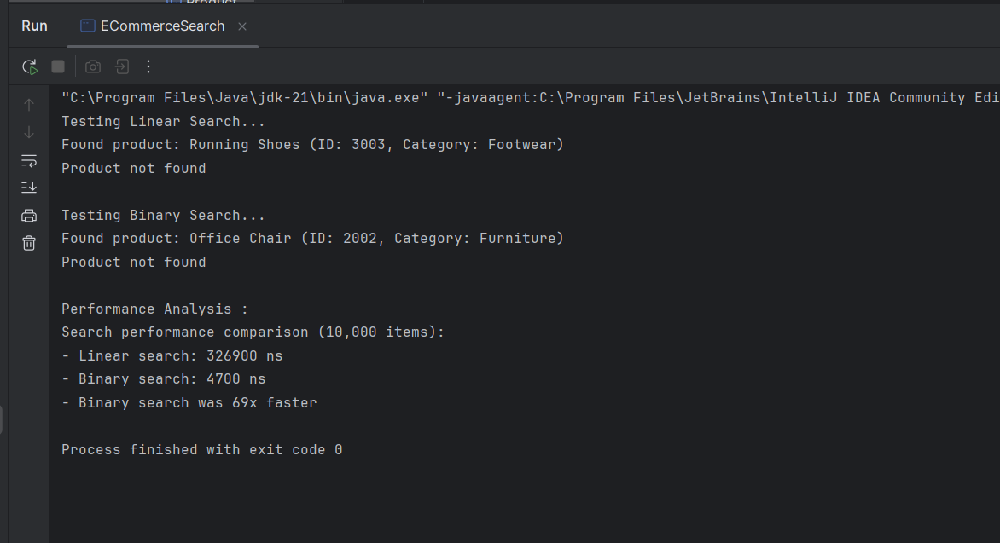 Product
Run ECommerceSearch
"C:\Program Files\Java\jdk-21\bin\java.exe" "-javaagent:C:\Program Files\JetBrains\IntelliJ IDEA Community Edi
Testing Linear Search...
Found product: Running Shoes (ID: 3003, Category: Footwear)
Product not found
Testing Binary Search...
Found product: Office Chair (ID: 2002, Category: Furniture)
Product not found
Performance Analysis :
Search performance comparison (10,000 items):
- Linear search: 326900 ns
- Binary search: 4700 ns
- Binary search was 69x faster
Process finished with exit code 0